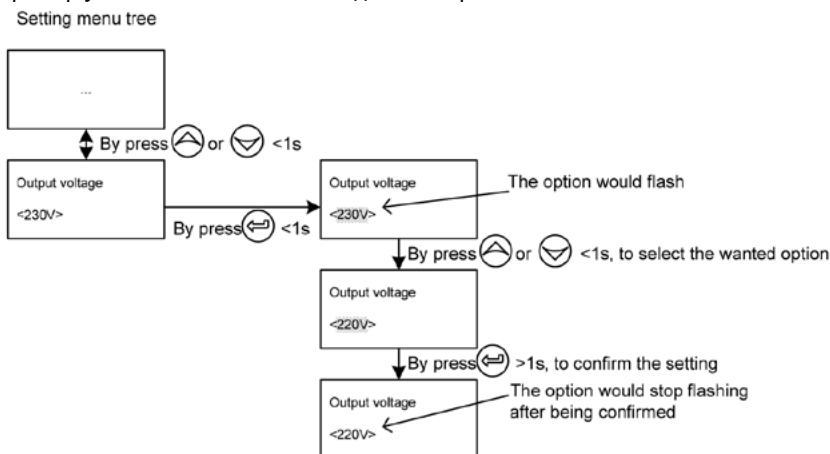 Setting menu tree
...
By press or <1s
Output voltage
<230V>
By press <1s
Output voltage
<230V>
The option would flash
By press or <1s, to select the wanted option
Output voltage
<220V>
By press >1s, to confirm the setting
Output voltage
<220V>
The option would stop flashing
after being confirmed